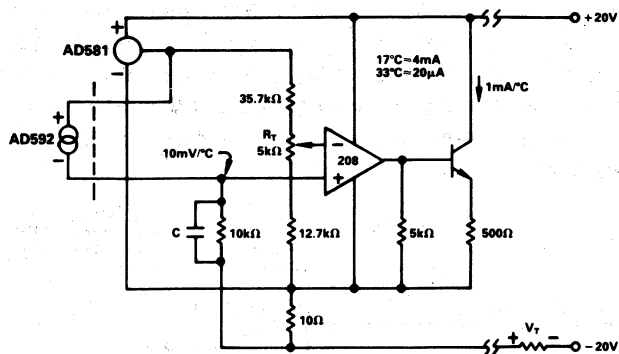 +
AD581
-
+20V
17°C≈4mA
33°C≈20μA
1mA/°C
35.7kΩ
+
AD592
-
10mV/°C
R_T
5kΩ
-
208
+
C
10kΩ
12.7kΩ
5kΩ
500Ω
10Ω
V_T
+
-
-20V